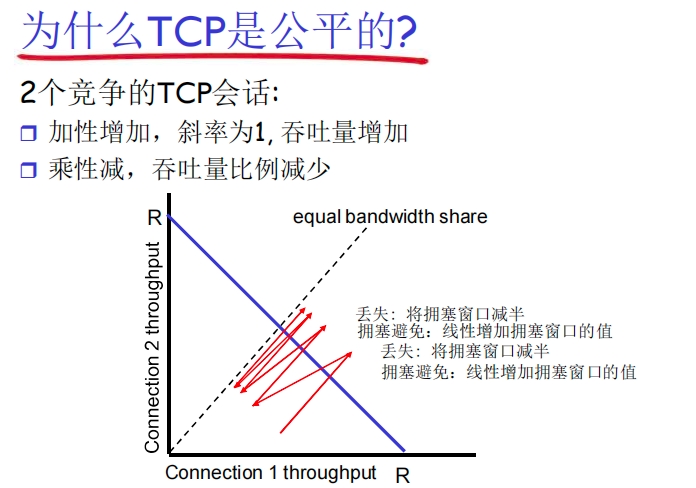 为什么TCP是公平的?
2个竞争的TCP会话:
加性增加，斜率为1, 吞吐量增加
乘性减，吞吐量比例减少
R
equal bandwidth share
Connection 2 throughput
丢失: 将拥塞窗口减半
拥塞避免: 线性增加拥塞窗口的值
丢失: 将拥塞窗口减半
拥塞避免: 线性增加拥塞窗口的值
Connection 1 throughput
R